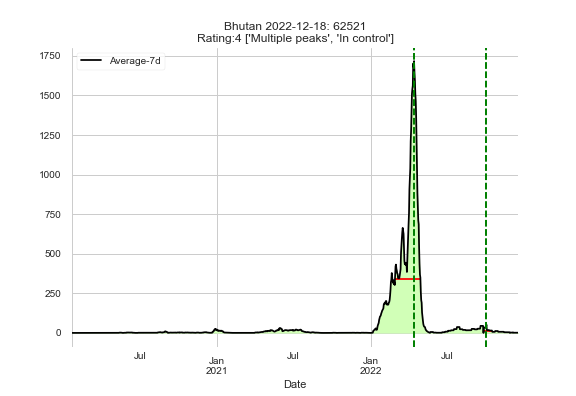 Bhutan 2022-12-18: 62521
Rating:4 ['Multiple peaks', 'In control']
Average-7d
1750
1500
1250
1000
750
500
250
0
Jul
Jan
2021
Jul
Jan
2022
Jul
Date